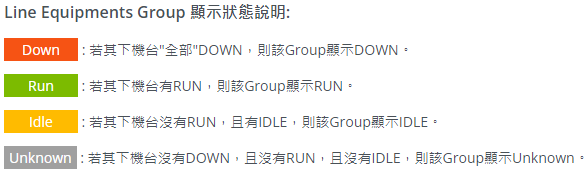 Line Equipments Group 顯示狀態說明:
Down : 若其下機台"全部"DOWN，則該Group顯示DOWN。
Run : 若其下機台有RUN，則該Group顯示RUN。
Idle : 若其下機台沒有RUN，且有IDLE，則該Group顯示IDLE。
Unknown : 若其下機台沒有DOWN，且沒有RUN，且沒有IDLE，則該Group顯示Unknown。